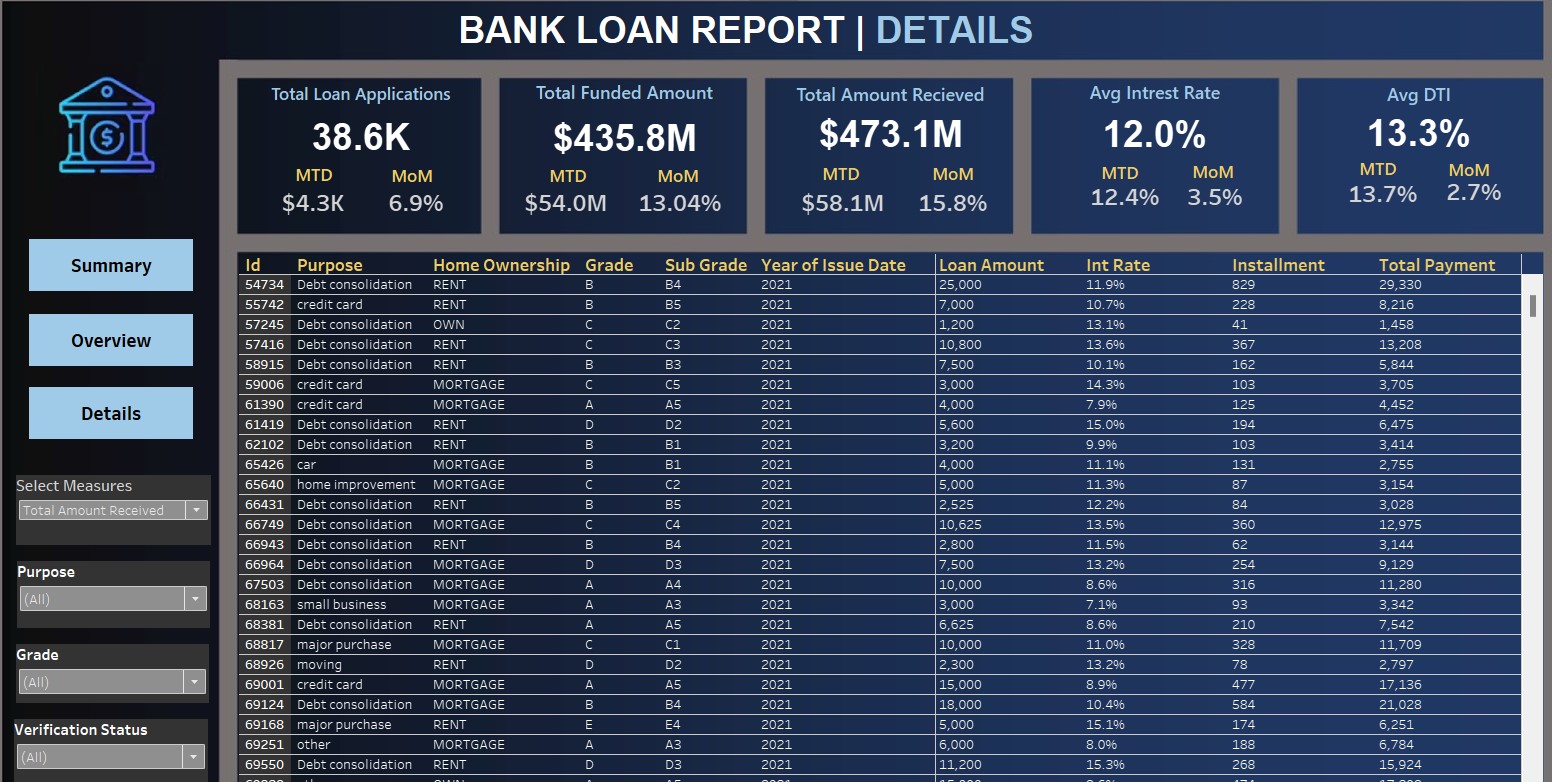 BANK LOAN REPORT | DETAILS
Total Loan Applications
38.6K
MTD MoM
$4.3K 6.9%
Total Funded Amount
$435.8M
MTD MoM
$54.0M 13.04%
Total Amount Recieved
$473.1M
MTD MoM
$58.1M 15.8%
Avg Intrest Rate
12.0%
MTD MoM
12.4% 3.5%
Avg DTI
13.3%
MTD MoM
13.7% 2.7%
Summary
Overview
Details
Select Measures
Total Amount Received
Purpose
(All)
Grade
(All)
Verification Status
(All)
Id Purpose Home Ownership Grade Sub Grade Year of Issue Date Loan Amount Int Rate Installment Total Payment
54734 Debt consolidation RENT B B4 2021 25,000 11.9% 829 29,330
55742 credit card RENT B B5 2021 7,000 10.7% 228 8,216
57245 Debt consolidation OWN C C2 2021 1,200 13.1% 41 1,458
57416 Debt consolidation RENT C C3 2021 10,800 13.6% 367 13,208
58915 Debt consolidation RENT B B3 2021 7,500 10.1% 162 5,844
59006 credit card MORTGAGE C C5 2021 3,000 14.3% 103 3,705
61390 credit card MORTGAGE A A5 2021 4,000 7.9% 125 4,452
61419 Debt consolidation RENT D D2 2021 5,600 15.0% 194 6,475
62102 Debt consolidation RENT B B1 2021 3,200 9.9% 103 3,414
65426 car MORTGAGE B B1 2021 4,000 11.1% 131 2,755
65640 home improvement MORTGAGE C C2 2021 5,000 11.3% 87 3,154
66431 Debt consolidation RENT B B5 2021 2,525 12.2% 84 3,028
66749 Debt consolidation MORTGAGE C C4 2021 10,625 13.5% 360 12,975
66943 Debt consolidation RENT B B4 2021 2,800 11.5% 62 3,144
66964 Debt consolidation MORTGAGE D D3 2021 7,500 13.2% 254 9,129
67503 Debt consolidation MORTGAGE A A4 2021 10,000 8.6% 316 11,280
68163 small business MORTGAGE A A3 2021 3,000 7.1% 93 3,342
68381 Debt consolidation RENT A A5 2021 6,625 8.6% 210 7,542
68817 major purchase MORTGAGE C C1 2021 10,000 11.0% 328 11,709
68926 moving RENT D D2 2021 2,300 13.2% 78 2,797
69001 credit card MORTGAGE A A5 2021 15,000 8.9% 477 17,136
69124 Debt consolidation MORTGAGE B B4 2021 18,000 10.4% 584 21,028
69168 major purchase RENT E E4 2021 5,000 15.1% 174 6,251
69251 other MORTGAGE A A3 2021 6,000 8.0% 188 6,784
69550 Debt consolidation RENT D D3 2021 11,200 15.3% 268 15,924